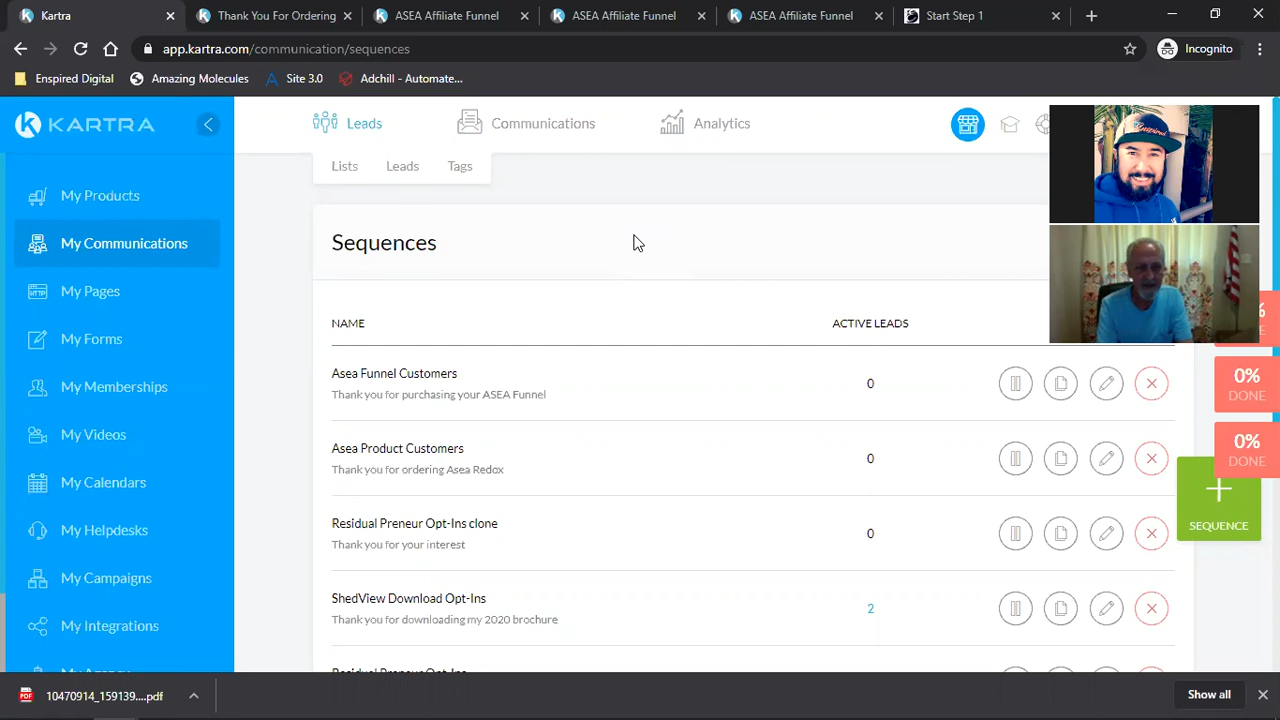 Kartra
Thank You For Ordering
ASEA Affiliate Funnel
ASEA Affiliate Funnel
ASEA Affiliate Funnel
Start Step 1
app.kartra.com/communication/sequences
Incognito
Enspired Digital
Amazing Molecules
Site 3.0
Adchill - Automate...
KARTRA
Leads
Communications
Analytics
Lists
Leads
Tags
My Products
My Communications
My Pages
My Forms
My Memberships
My Videos
My Calendars
My Helpdesks
My Campaigns
My Integrations
My Agency
Sequences
NAME
ACTIVE LEADS
Asea Funnel Customers
Thank you for purchasing your ASEA Funnel
0
Asea Product Customers
Thank you for ordering Asea Redox
0
Residual Preneur Opt-Ins clone
Thank you for your interest
0
ShedView Download Opt-Ins
Thank you for downloading my 2020 brochure
2
Residual Preneur Opt-Ins
0%
DONE
0%
DONE
SEQUENCE
10470914_159139....pdf
Show all